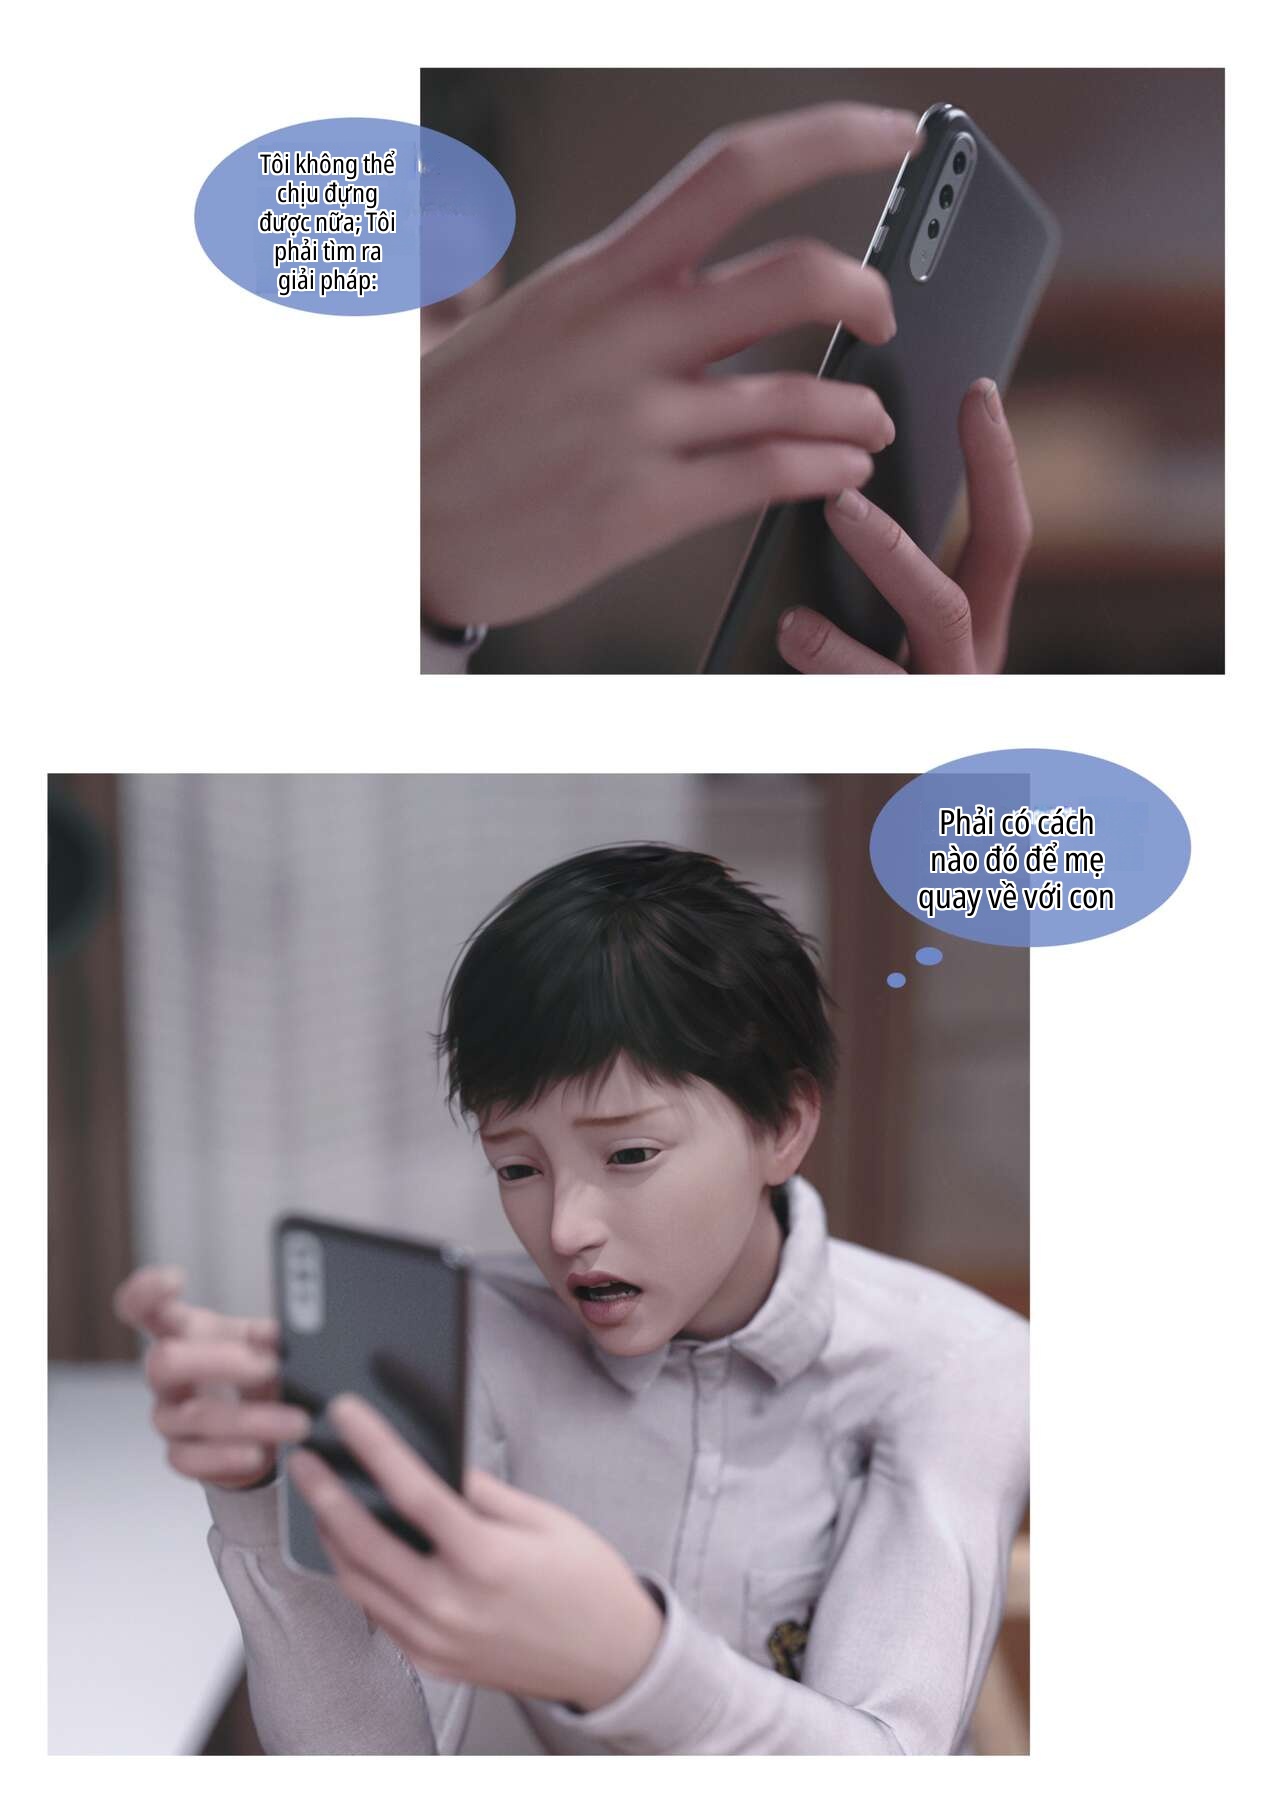 Tôi không thể
chịu đựng
được nữa; Tôi
phải tìm ra
giải pháp:
Phải có cách
nào đó để mẹ
quay về với con